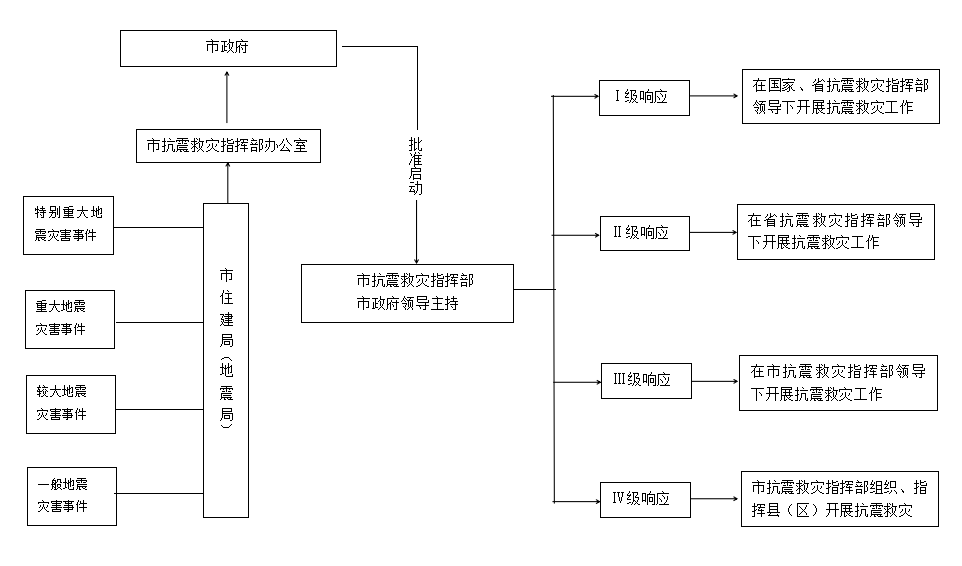 市政府
市抗震救灾指挥部办公室
特别重大地
震灾害事件
重大地震
灾害事件
较大地震
灾害事件
一般地震
灾害事件
市住建局（地震局）
批准启动
市抗震救灾指挥部
市政府领导主持
Ⅰ级响应
在国家、省抗震救灾指挥部
领导下开展抗震救灾工作
Ⅱ级响应
在省抗震救灾指挥部领导
下开展抗震救灾工作
Ⅲ级响应
在市抗震救灾指挥部领导
下开展抗震救灾工作
Ⅳ级响应
市抗震救灾指挥部组织、指
挥县（区）开展抗震救灾